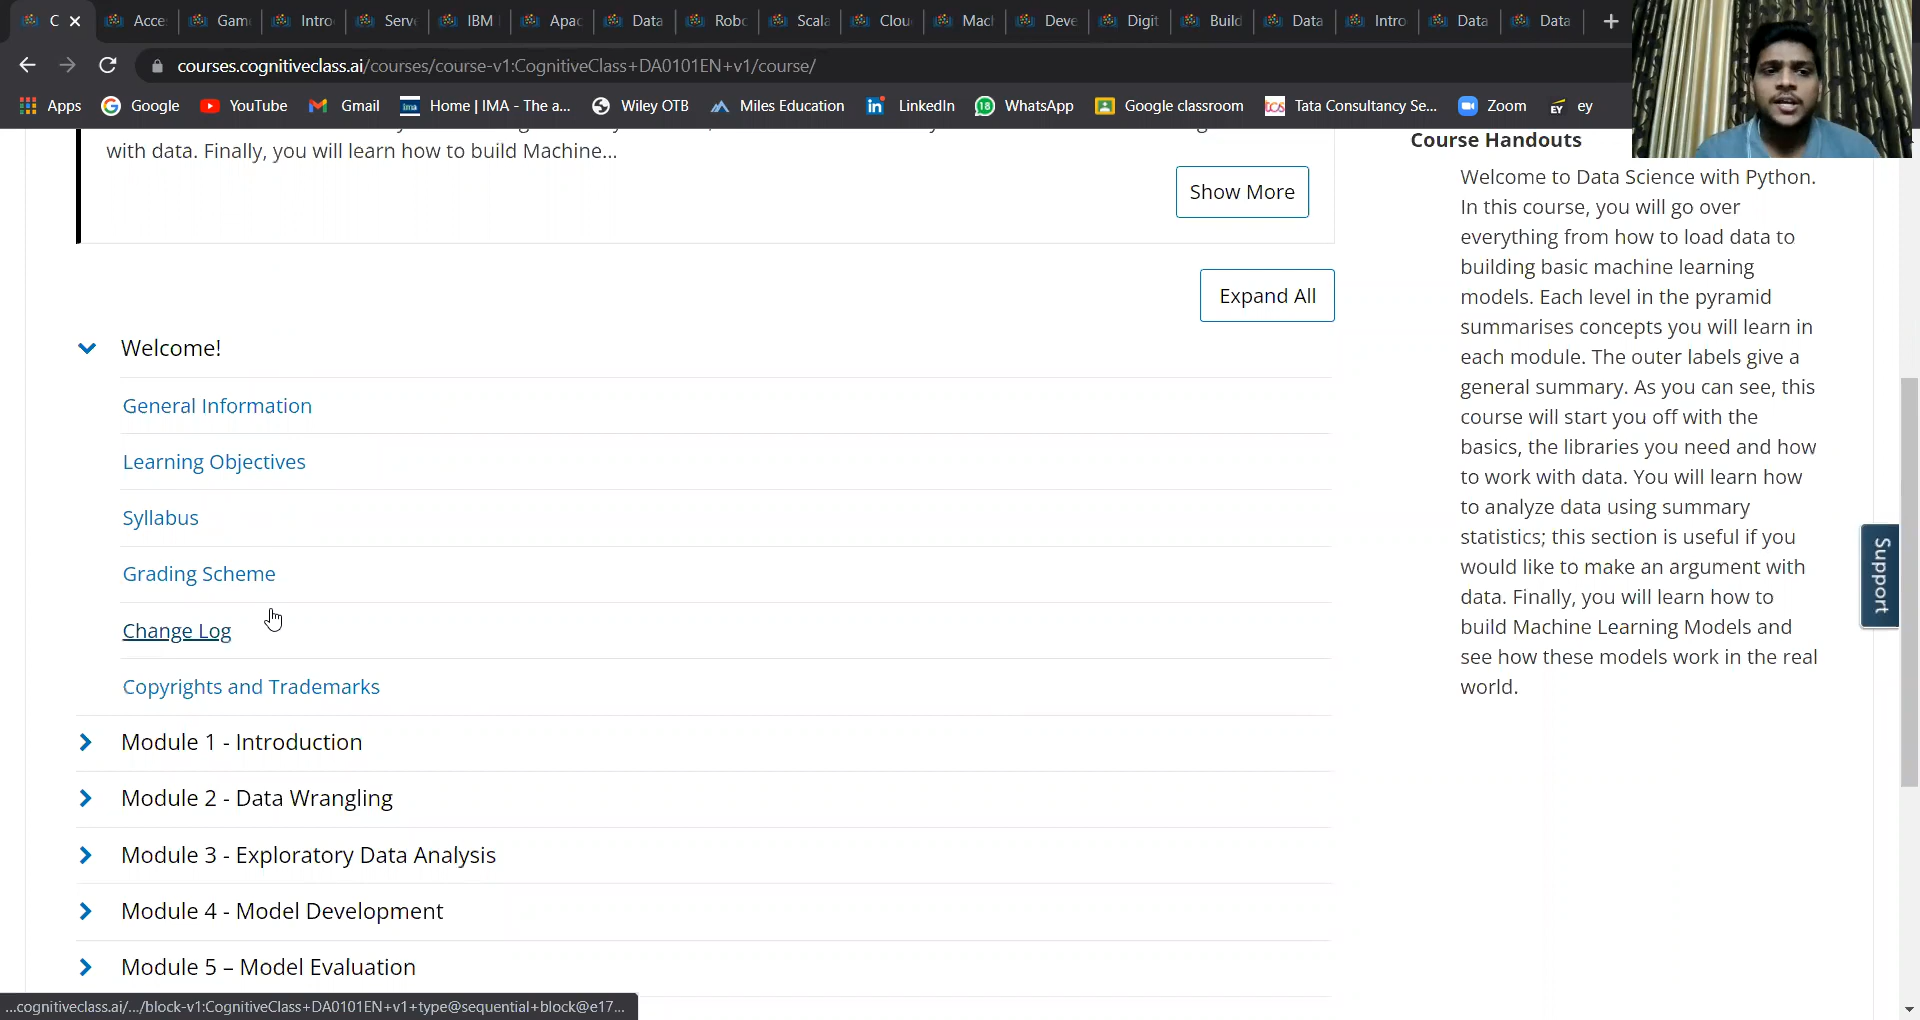 C
Acce
Game
Intro
Serve
IBM
Apac
Data
Robo
Scala
Clou
Mach
Deve
Digit
Build
Data
Intro
Data
Data
courses.cognitiveclass.ai/courses/course-v1:CognitiveClass+DA0101EN+v1/course/
Apps
Google
YouTube
Gmail
ima Home | IMA - The a...
Wiley OTB
Miles Education
in LinkedIn
18 WhatsApp
Google classroom
tcs Tata Consultancy Se...
Zoom
EY ey
with data. Finally, you will learn how to build Machine...
Show More
Expand All
Welcome!
General Information
Learning Objectives
Syllabus
Grading Scheme
Change Log
Copyrights and Trademarks
Module 1 - Introduction
Module 2 - Data Wrangling
Module 3 - Exploratory Data Analysis
Module 4 - Model Development
Module 5 – Model Evaluation
Course Handouts
Welcome to Data Science with Python.
In this course, you will go over
everything from how to load data to
building basic machine learning
models. Each level in the pyramid
summarises concepts you will learn in
each module. The outer labels give a
general summary. As you can see, this
course will start you off with the
basics, the libraries you need and how
to work with data. You will learn how
to analyze data using summary
statistics; this section is useful if you
would like to make an argument with
data. Finally, you will learn how to
build Machine Learning Models and
see how these models work in the real
world.
Support
...cognitiveclass.ai/.../block-v1:CognitiveClass+DA0101EN+v1+type@sequential+block@e17...